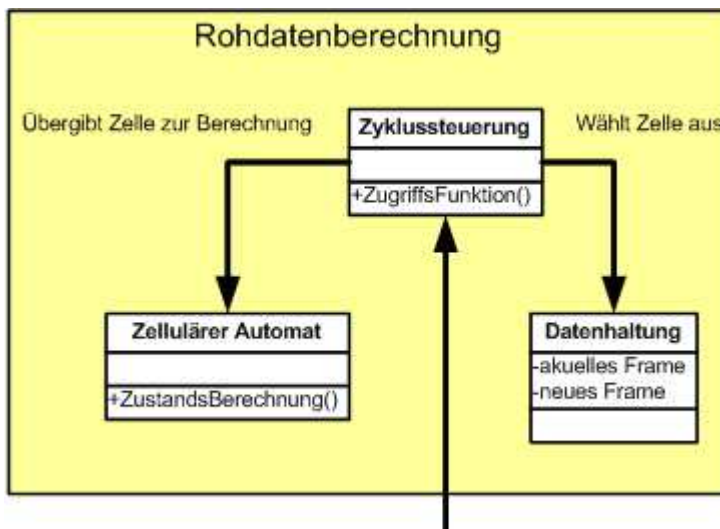 Rohdatenberechnung
Übergibt Zelle zur Berechnung
Zyklussteuerung
Wählt Zelle aus
+ZugriffsFunktion()
Zellulärer Automat
+ZustandsBerechnung()
Datenhaltung
-akuelles Frame
-neues Frame